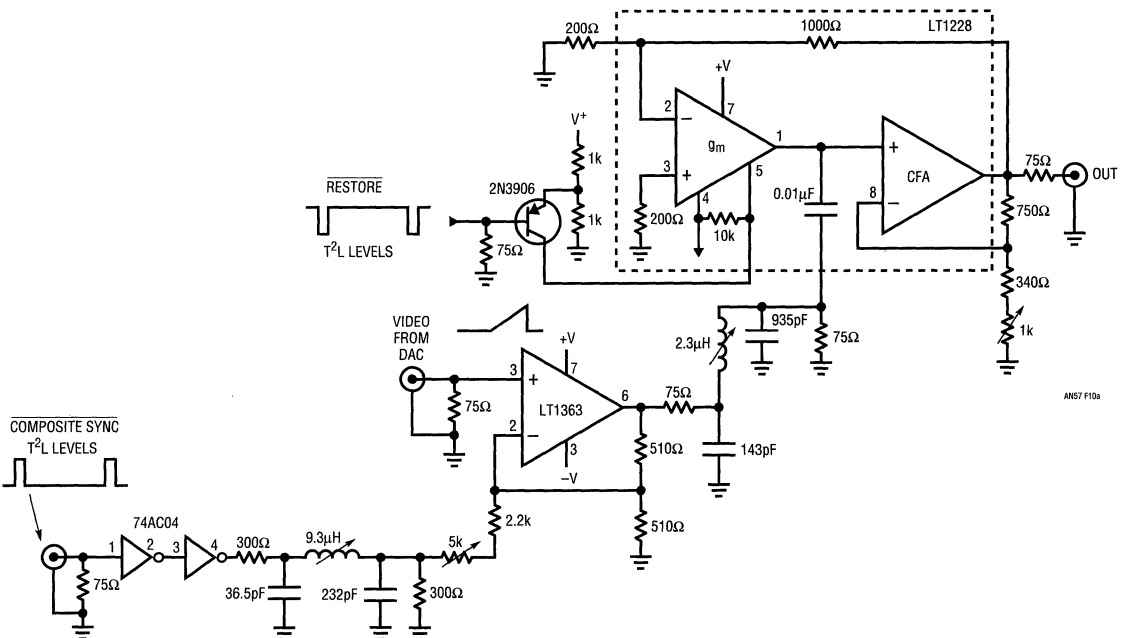 200Ω
1000Ω
LT1228
+V
7
2
−
gm
3
+
4
5
1
200Ω
10k
V⁺
1k
1k
2N3906
RESTORE
T²L LEVELS
75Ω
0.01µF
+
CFA
8
−
75Ω
OUT
750Ω
340Ω
1k
935pF
75Ω
2.3µH
VIDEO
FROM
DAC
+V
7
3
+
LT1363
6
2
−
3
−V
75Ω
75Ω
143pF
510Ω
510Ω
2.2k
AN57 F10a
COMPOSITE SYNC
T²L LEVELS
74AC04
1
2
3
4
75Ω
300Ω
9.3µH
5k
36.5pF
232pF
300Ω